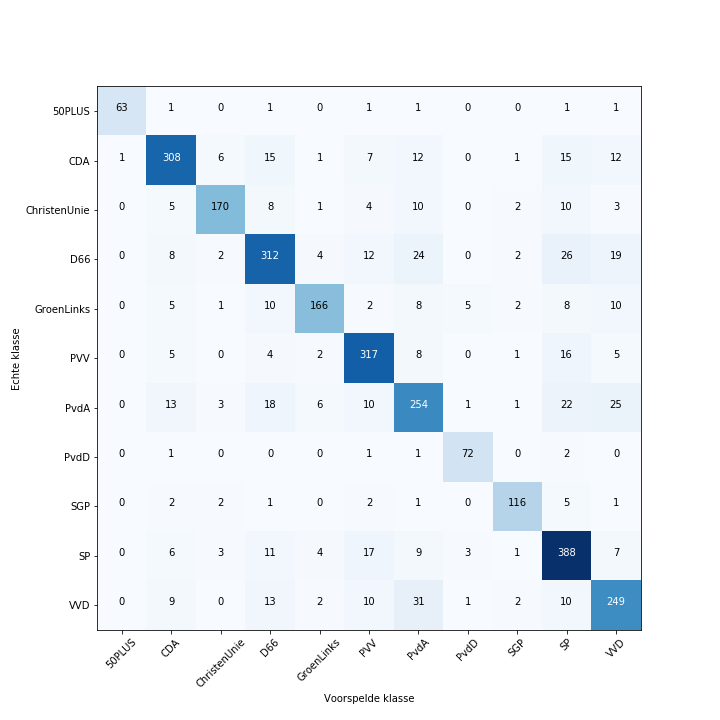 50PLUS 63 1 0 1 0 1 1 0 0 1 1
CDA 1 308 6 15 1 7 12 0 1 15 12
ChristenUnie 0 5 170 8 1 4 10 0 2 10 3
D66 0 8 2 312 4 12 24 0 2 26 19
GroenLinks 0 5 1 10 166 2 8 5 2 8 10
PVV 0 5 0 4 2 317 8 0 1 16 5
PvdA 0 13 3 18 6 10 254 1 1 22 25
PvdD 0 1 0 0 0 1 1 72 0 2 0
SGP 0 2 2 1 0 2 1 0 116 5 1
SP 0 6 3 11 4 17 9 3 1 388 7
VVD 0 9 0 13 2 10 31 1 2 10 249
Echte klasse
50PLUS CDA ChristenUnie D66 GroenLinks PVV PvdA PvdD SGP SP VVD
Voorspelde klasse